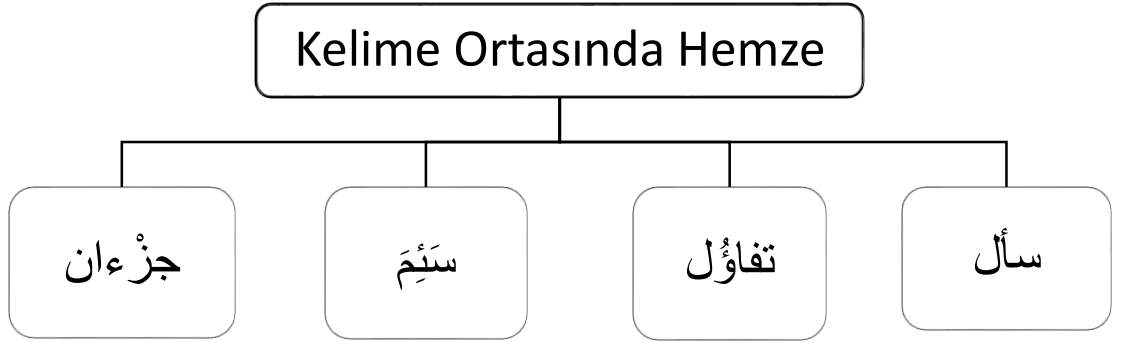 Kelime Ortasında Hemze
سأل
تفاؤُل
سَئِمَ
جزْءان